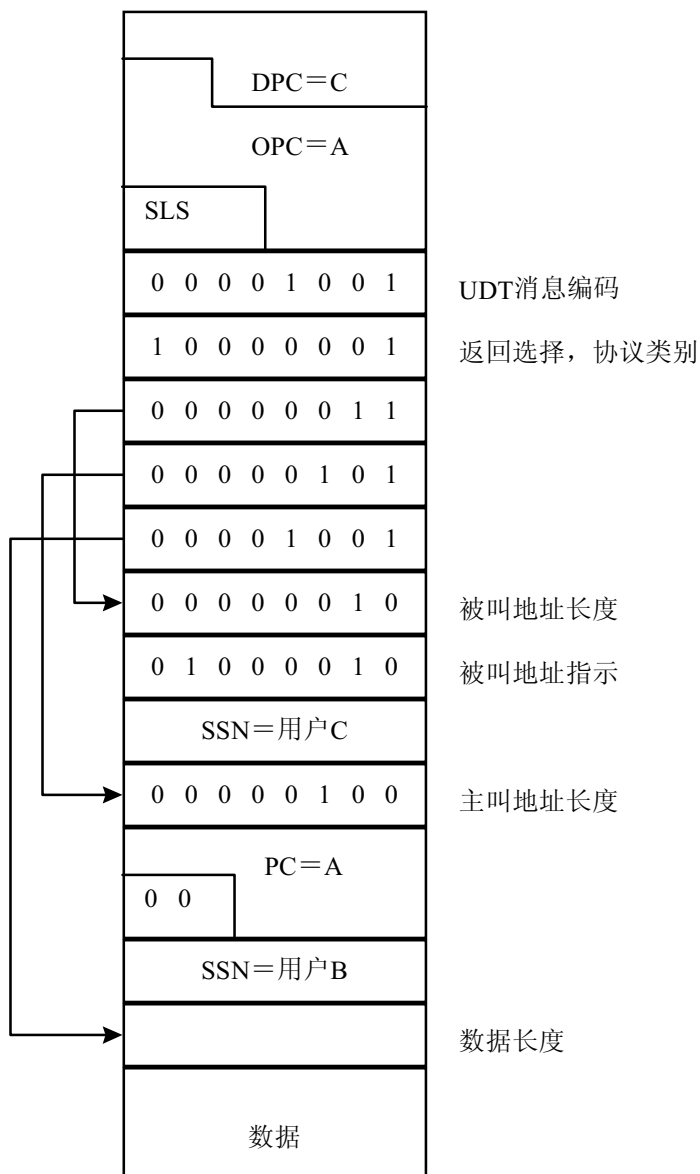 DPC＝C
OPC＝A
SLS
0 0 0 0 1 0 0 1 UDT消息编码
1 0 0 0 0 0 0 1 返回选择，协议类别
0 0 0 0 0 0 1 1
0 0 0 0 0 1 0 1
0 0 0 0 1 0 0 1
0 0 0 0 0 0 1 0 被叫地址长度
0 1 0 0 0 0 1 0 被叫地址指示
SSN＝用户C
0 0 0 0 0 1 0 0 主叫地址长度
PC＝A
0 0
SSN＝用户B
数据长度
数据